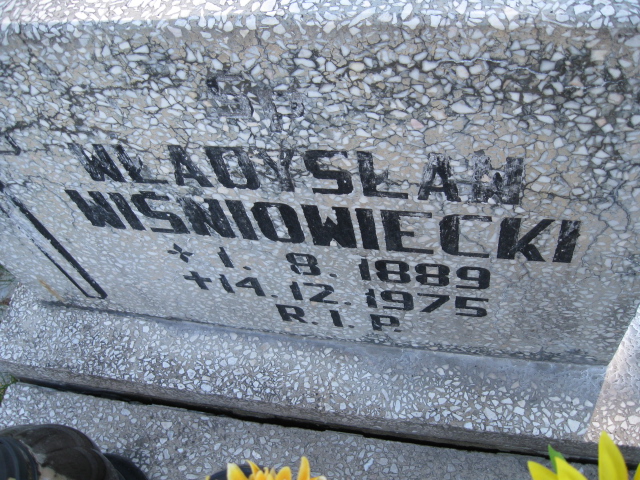 WŁADYSŁAW
WIŚNIOWIECKI
* 1. 8. 1889
+ 14. 12. 1975
R. I. P.